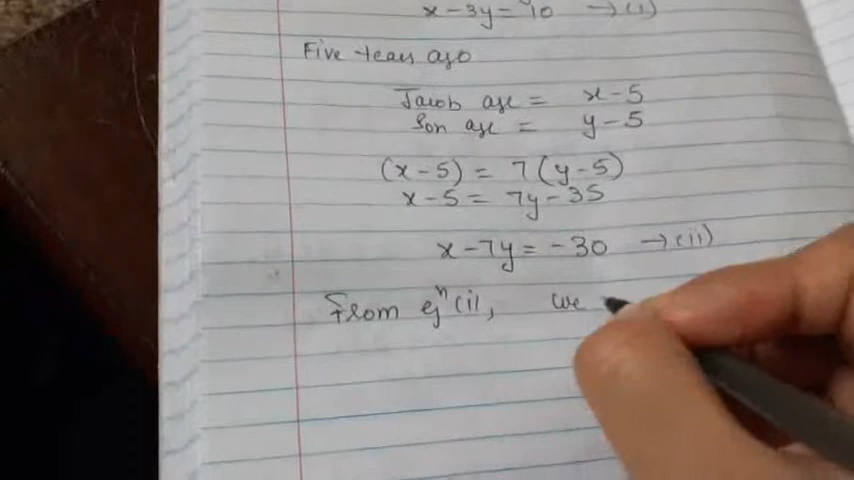 x - 3y = 10 → (i)
Five years ago
Jacob age = x - 5
Son age = y - 5
(x - 5) = 7 (y - 5)
x - 5 = 7y - 35
x - 7y = -30 → (ii)
From eqⁿ (i), we